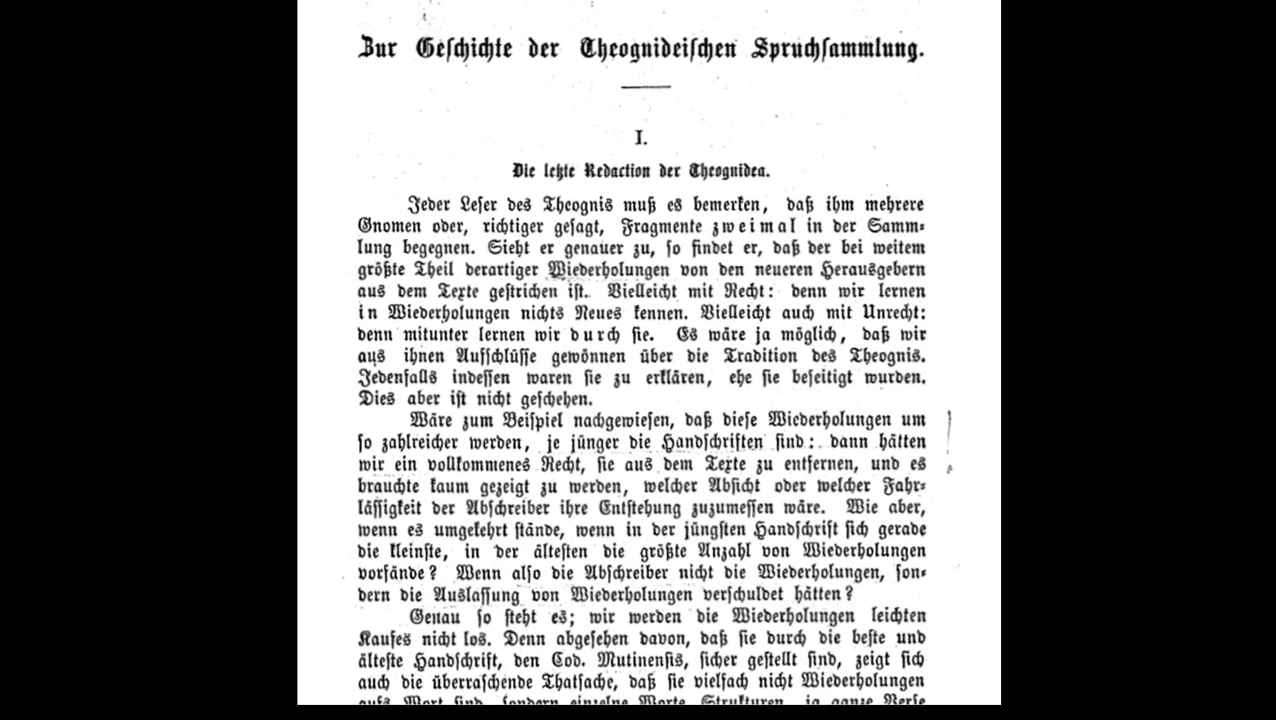 Zur Geschichte der Theognideischen Spruchsammlung.
I.
Die letzte Redaction der Theognidea.
Jeder Leser des Theognis muß es bemerken, daß ihm mehrere
Gnomen oder, richtiger gesagt, Fragmente zweimal in der Samm-
lung begegnen. Sieht er genauer zu, so findet er, daß der bei weitem
größte Theil derartiger Wiederholungen von den neueren Herausgebern
aus dem Texte gestrichen ist. Vielleicht mit Recht: denn wir lernen
in Wiederholungen nichts Neues kennen. Vielleicht auch mit Unrecht:
denn mitunter lernen wir durch sie. Es wäre ja möglich, daß wir
aus ihnen Aufschlüsse gewönnen über die Tradition des Theognis.
Jedenfalls indessen waren sie zu erklären, ehe sie beseitigt wurden.
Dies aber ist nicht geschehen.
Wäre zum Beispiel nachgewiesen, daß diese Wiederholungen um
so zahlreicher werden, je jünger die Handschriften sind: dann hätten
wir ein vollkommenes Recht, sie aus dem Texte zu entfernen, und es
brauchte kaum gezeigt zu werden, welcher Absicht oder welcher Fahr-
lässigkeit der Abschreiber ihre Entstehung zuzumessen wäre. Wie aber,
wenn es umgekehrt stände, wenn in der jüngsten Handschrift sich gerade
die kleinste, in der ältesten die größte Anzahl von Wiederholungen
vorfände? Wenn also die Abschreiber nicht die Wiederholungen, son-
dern die Auslassung von Wiederholungen verschuldet hätten?
Genau so steht es; wir werden die Wiederholungen leichten
Kaufes nicht los. Denn abgesehen davon, daß sie durch die beste und
älteste Handschrift, den Cod. Mutinensis, sicher gestellt sind, zeigt sich
auch die überraschende Thatsache, daß sie vielfach nicht Wiederholungen
aufs Wort sind, sondern einzelne Worte, Strukturen, ja ganze Verse